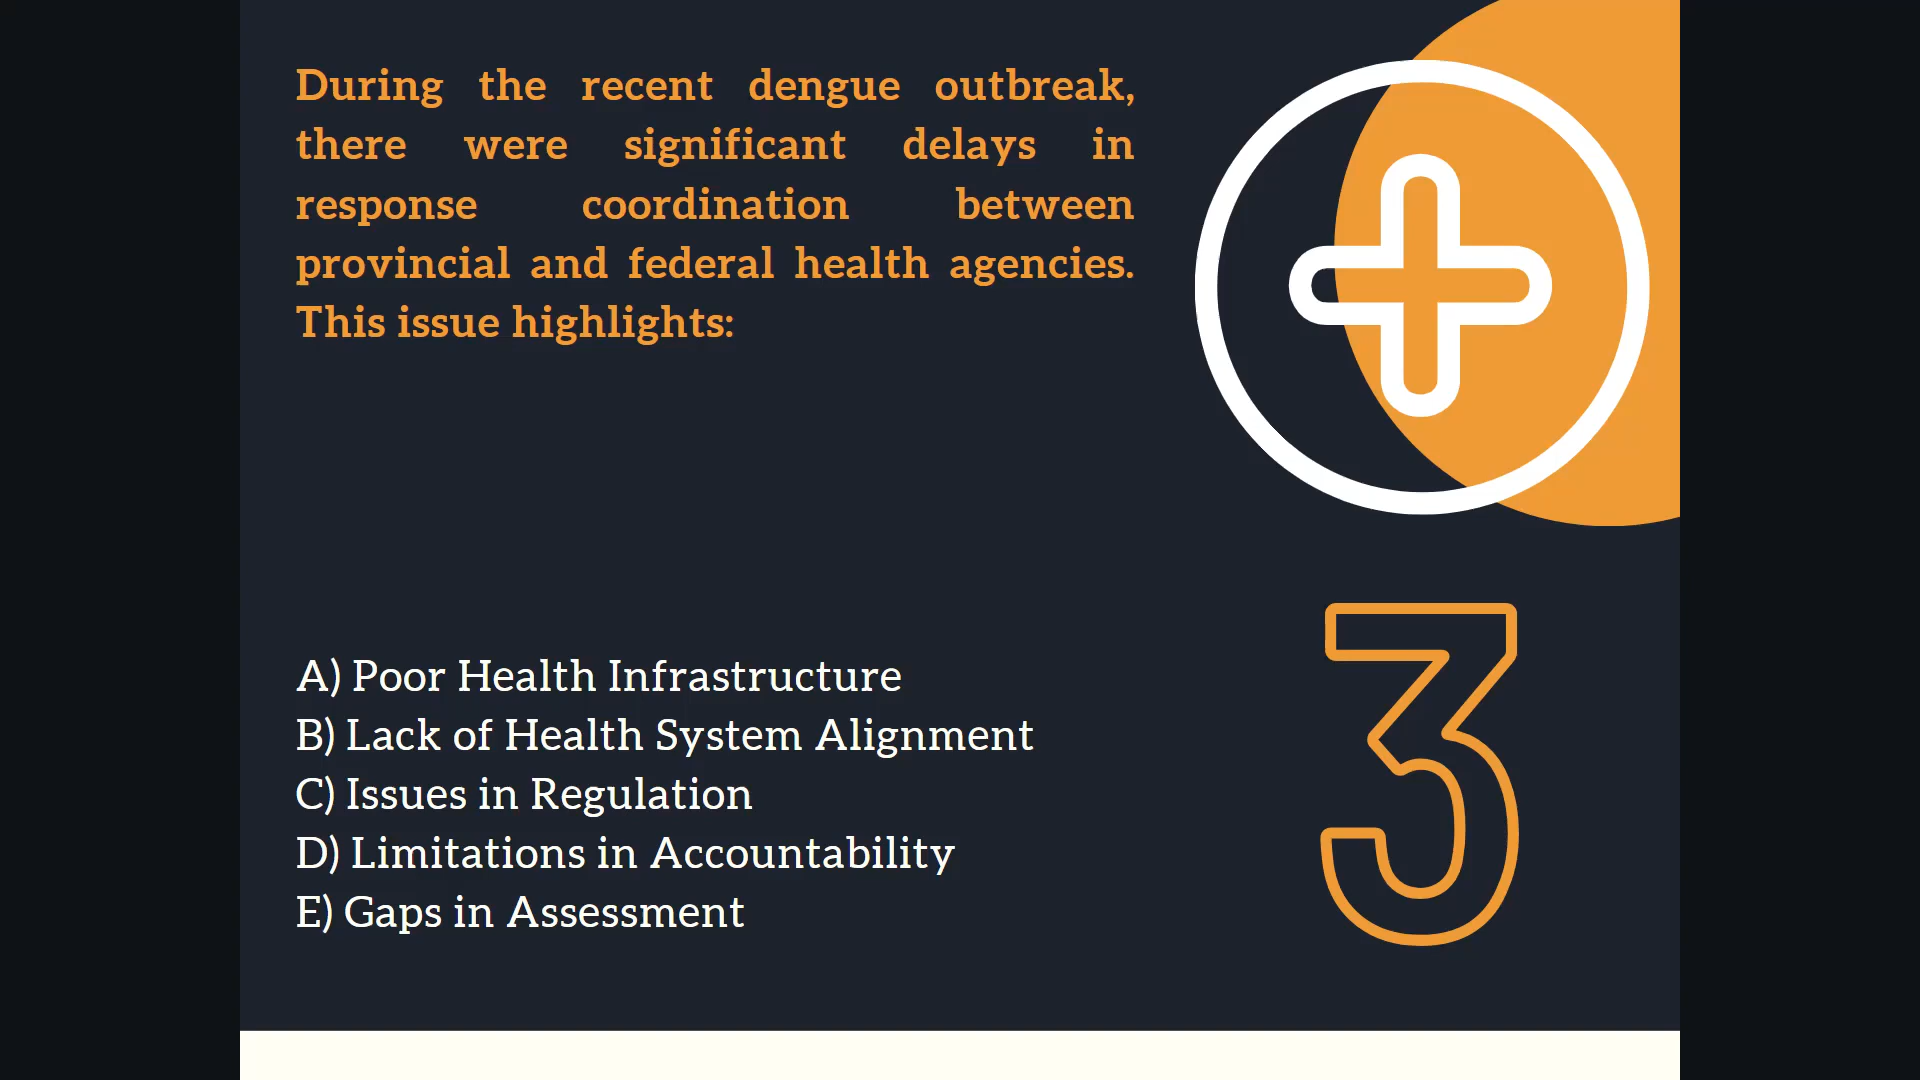 During the recent dengue outbreak,
there were significant delays in
response coordination between
provincial and federal health agencies.
This issue highlights:
A) Poor Health Infrastructure
B) Lack of Health System Alignment
C) Issues in Regulation
D) Limitations in Accountability
E) Gaps in Assessment
3